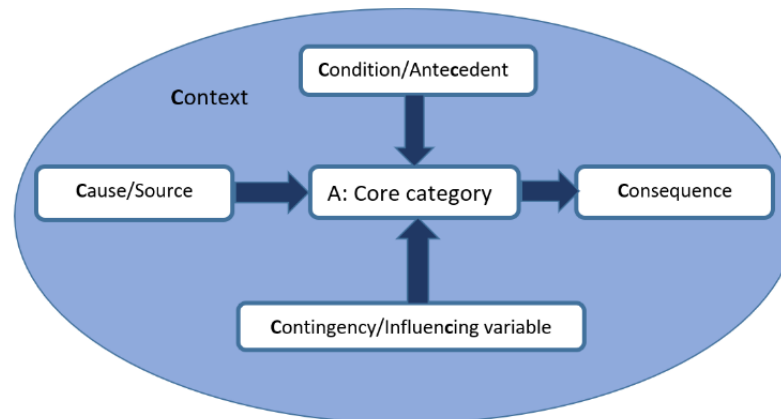 Condition/Antecedent
Context
Cause/Source
A: Core category
Consequence
Contingency/Influencing variable